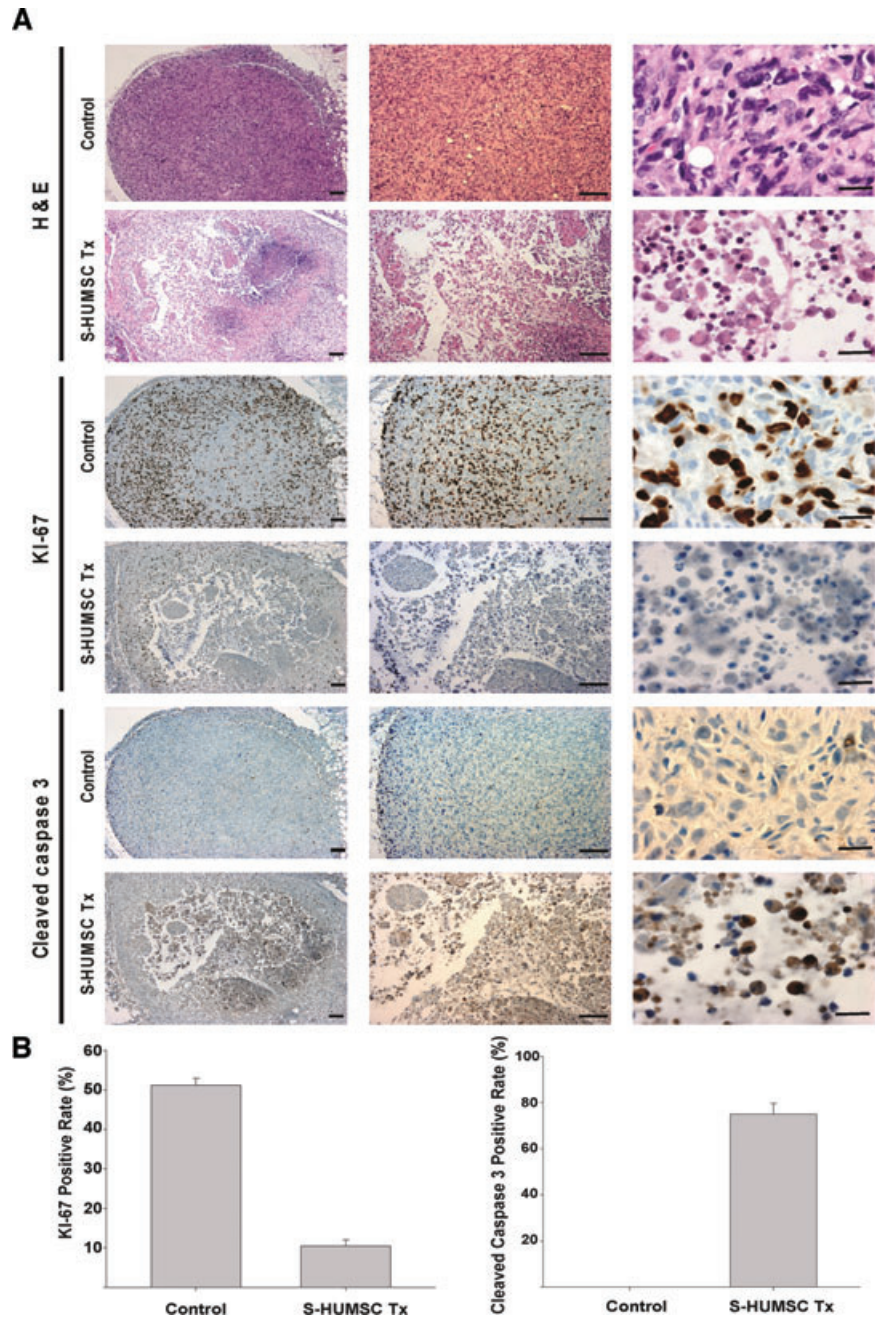 A
H & E
Control
S-HUMSC Tx
KI-67
Control
S-HUMSC Tx
Cleaved caspase 3
Control
S-HUMSC Tx
B
KI-67 Positive Rate (%)
60
50
40
30
20
10
Control S-HUMSC Tx
Cleaved Caspase 3 Positive Rate (%)
100
80
60
40
20
Control S-HUMSC Tx